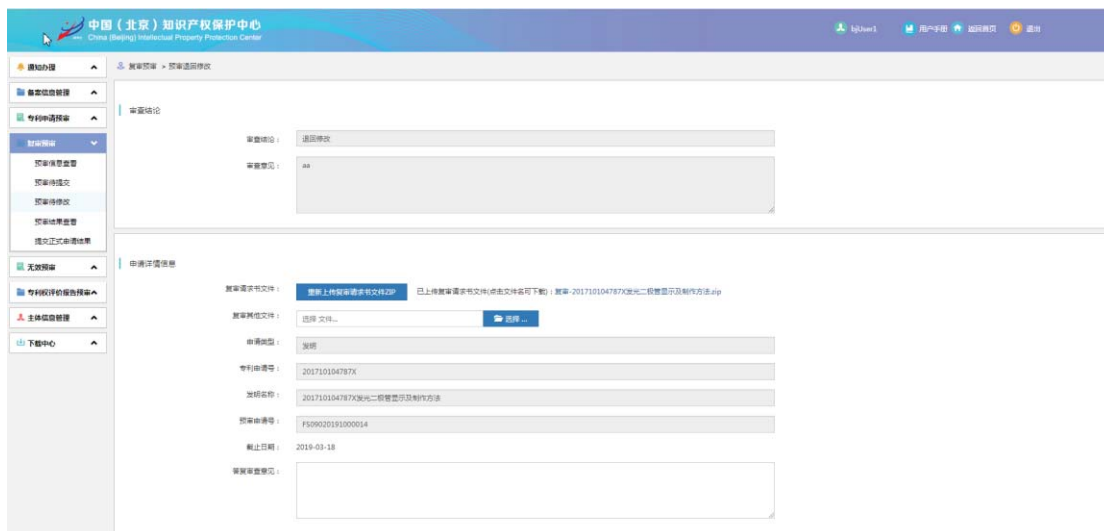 中国（北京）知识产权保护中心
China (Beijing) Intellectual Property Protection Center
bjUser1 用户手册 返回首页 退出
通知办理
备案信息管理
专利申请预审
复审预审
预审信息查看
预审待提交
预审待修改
预审结果查看
提交正式申请结果
无效预审
专利权评价报告预审
主体信息管理
下载中心
复审预审 > 预审退回修改
审查结论
审查结论： 退回修改
审查意见： aa
申请详情信息
复审请求书文件： 重新上传复审请求书文件ZIP 已上传复审请求书文件(点击文件名可下载)：复审-201710104787X发光二极管显示及制作方法.zip
复审其他文件： 选择 文件... 选择 ...
申请类型： 发明
专利申请号： 201710104787X
发明名称： 201710104787X发光二极管显示及制作方法
预审申请号： FS09020191000014
截止日期： 2019-03-18
答复审查意见：